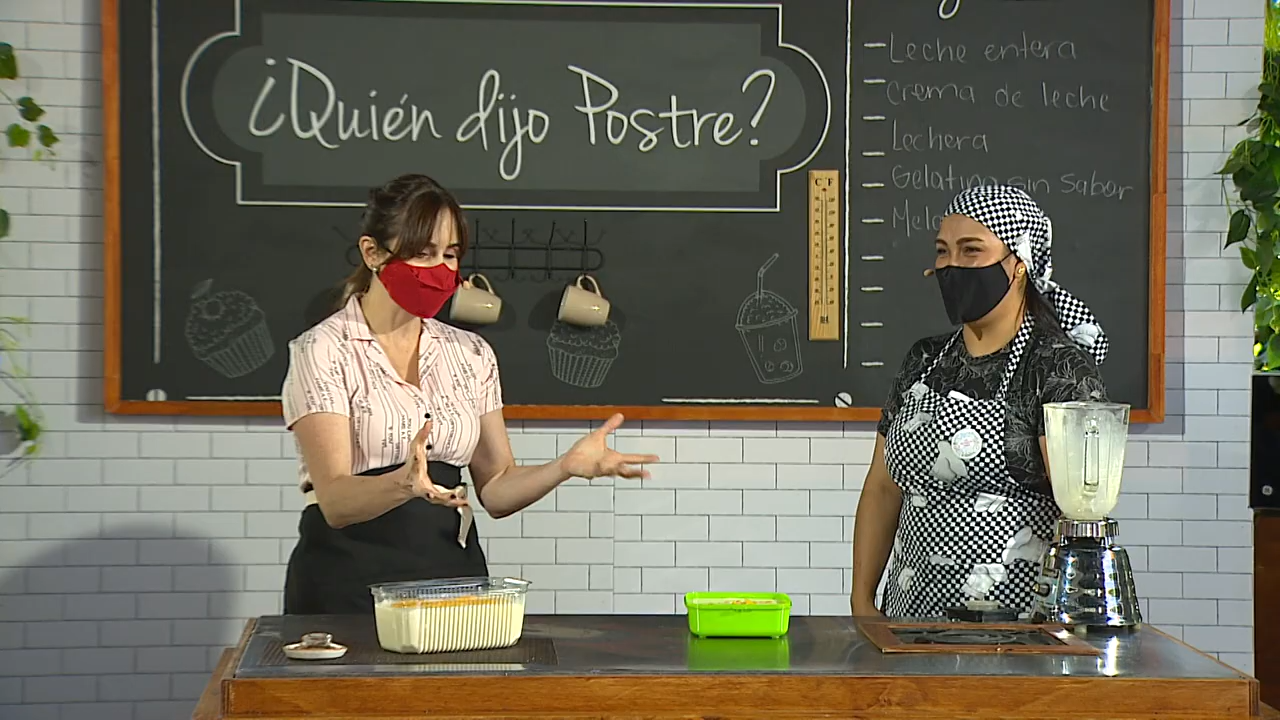 ¿Quién dijo Postre?
Leche entera
Crema de leche
Lechera
Gelatina sin Sabor
C F